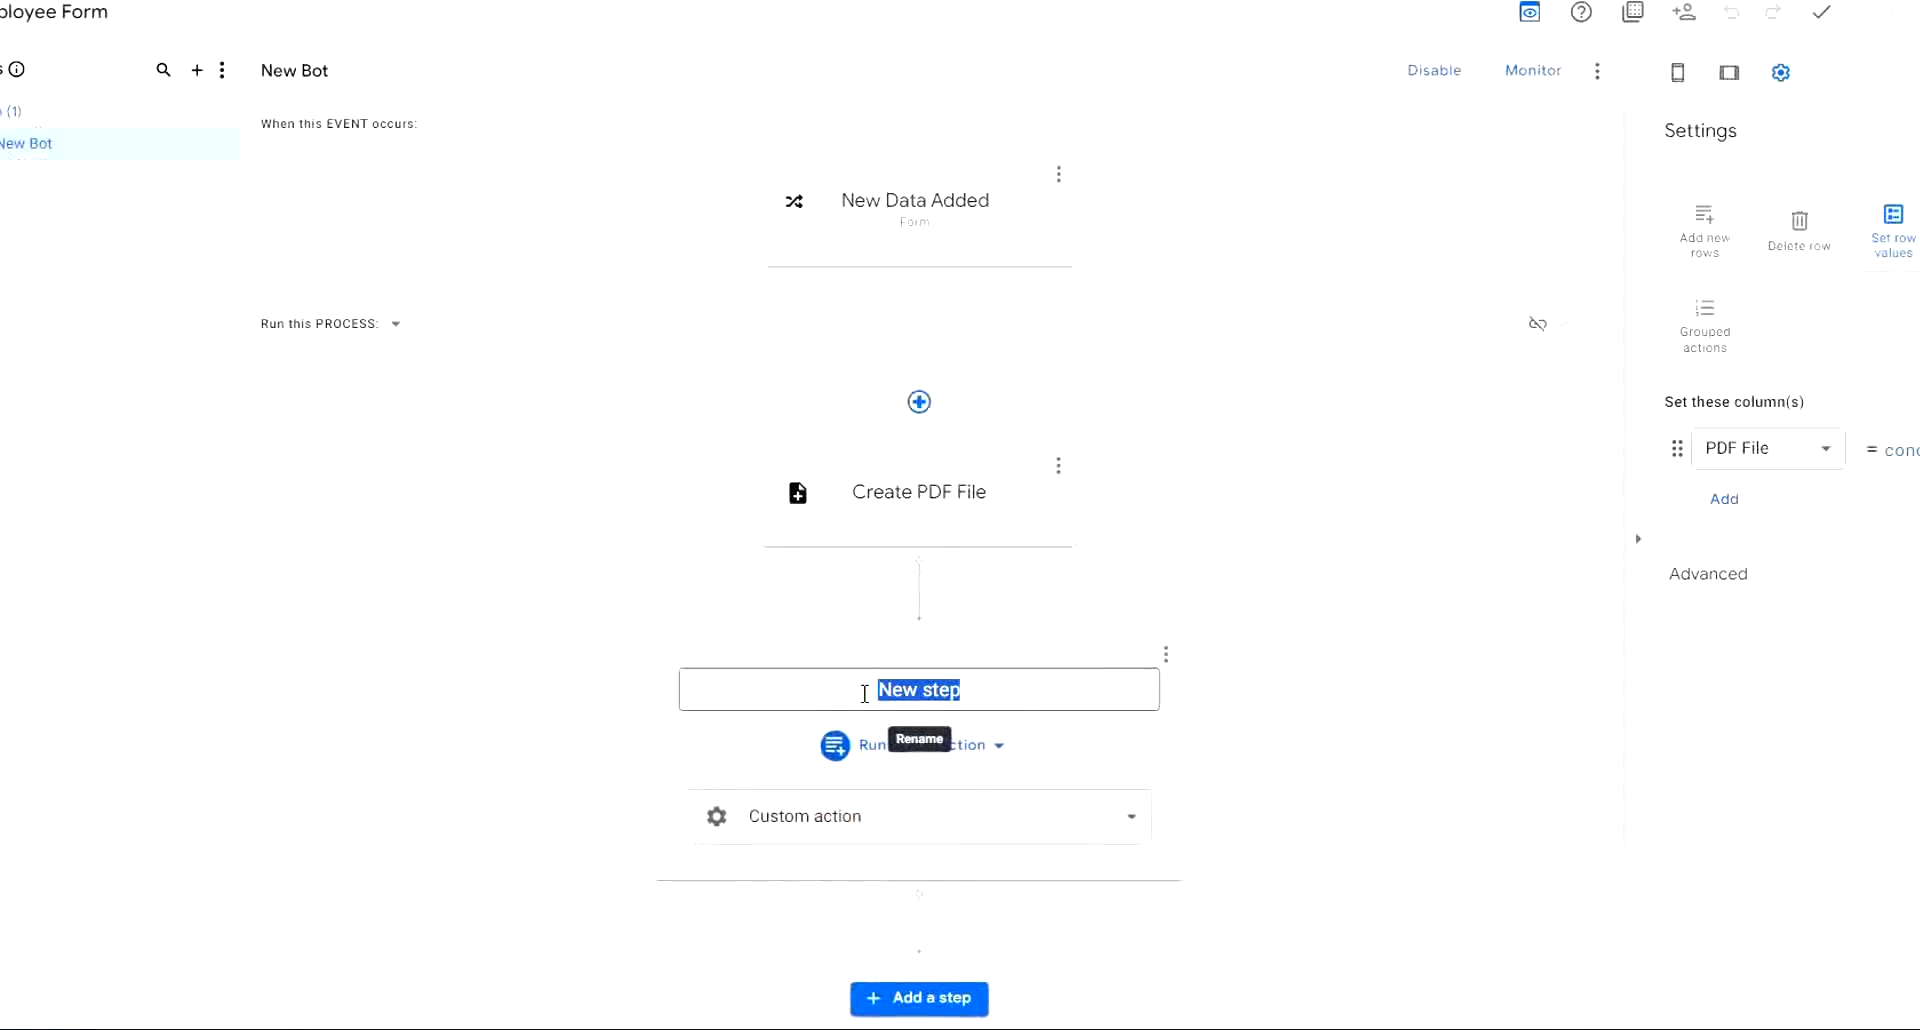 ployee Form
New Bot
Disable
Monitor
(1)
New Bot
When this EVENT occurs:
New Data Added
Form
Run this PROCESS:
Create PDF File
New step
Rename
Run
ction
Custom action
+ Add a step
Settings
Add new
rows
Delete row
Set row
values
Grouped
actions
Set these column(s)
PDF File
= conc
Add
Advanced